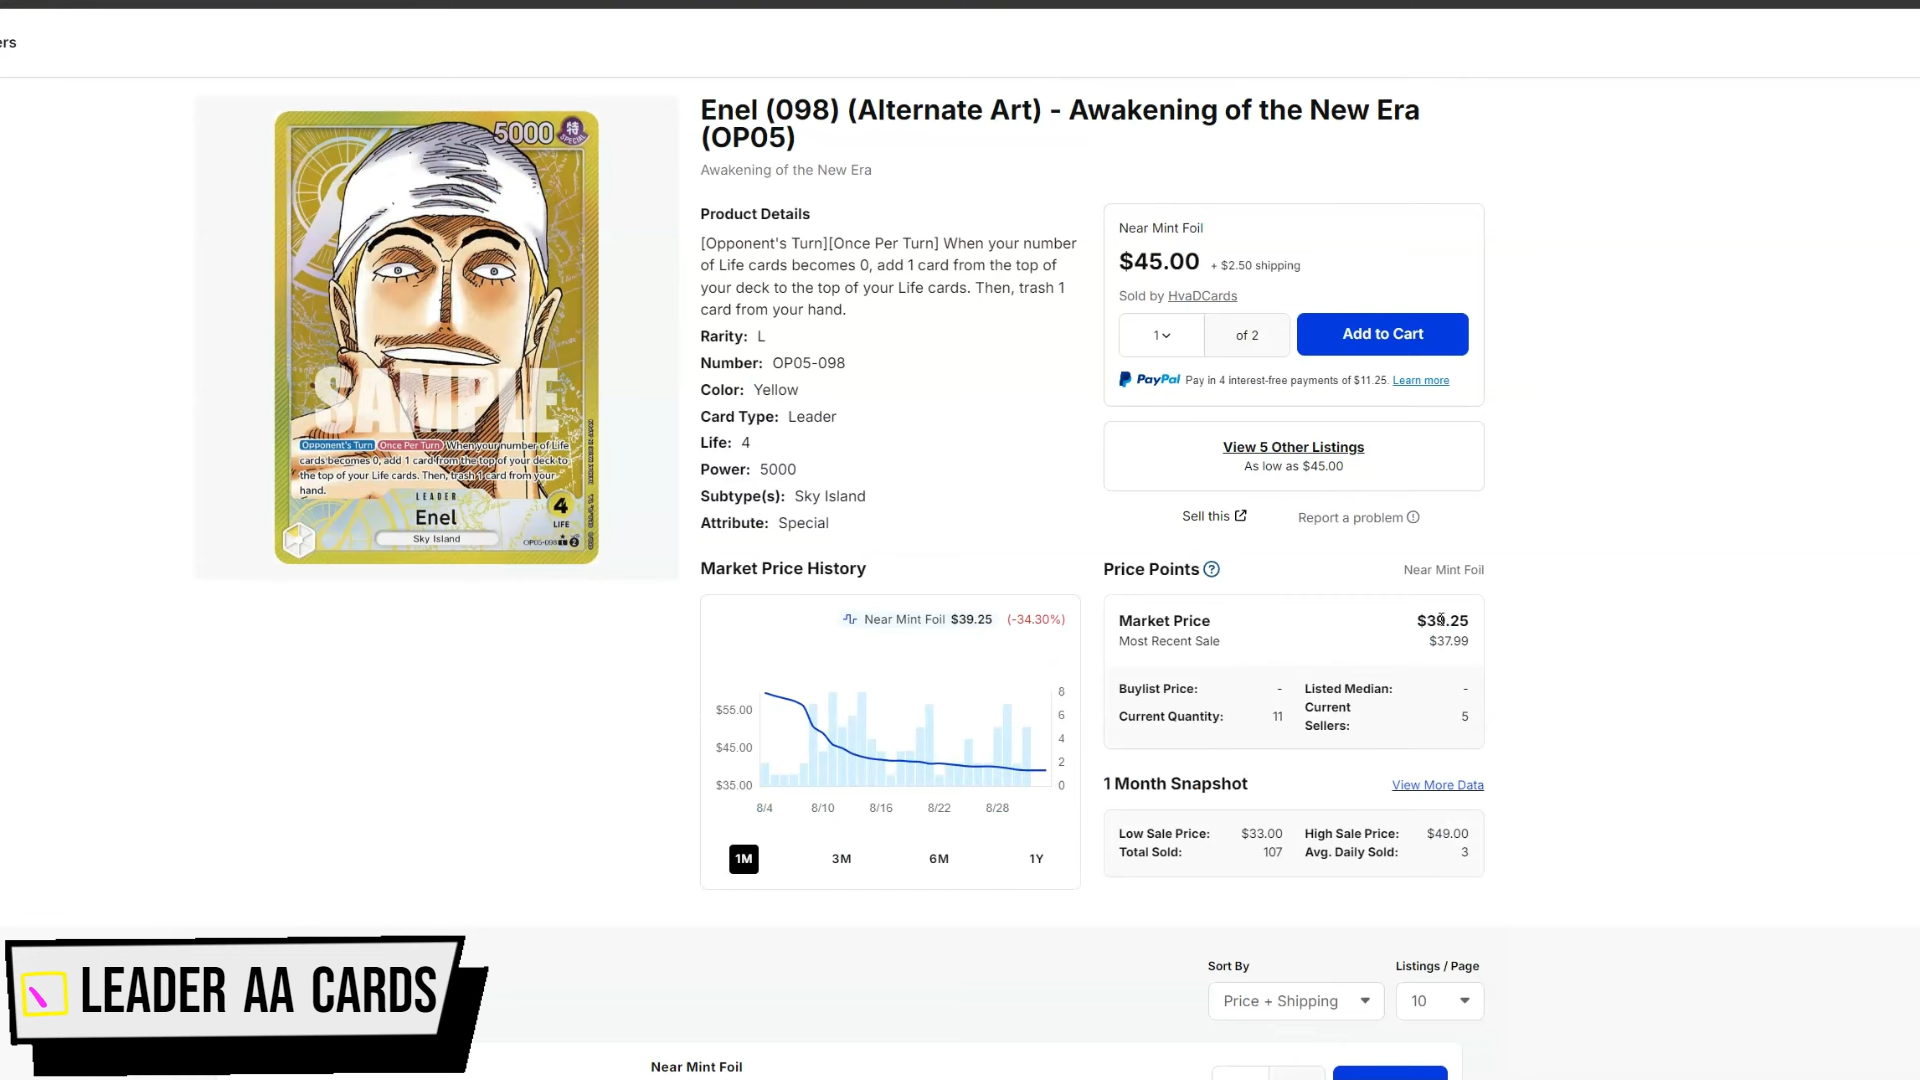 ers
Enel (098) (Alternate Art) - Awakening of the New Era
(OP05)
Awakening of the New Era
5000
特
SPECIAL
SAMPLE
Opponent's Turn Once Per Turn When your number of Life
cards becomes 0, add 1 card from the top of your deck to
the top of your Life cards. Then, trash 1 card from your
hand.
LEADER
Enel
Sky Island
4
LIFE
OP05-098 L
2
Product Details
[Opponent's Turn][Once Per Turn] When your number
of Life cards becomes 0, add 1 card from the top of
your deck to the top of your Life cards. Then, trash 1
card from your hand.
Rarity: L
Number: OP05-098
Color: Yellow
Card Type: Leader
Life: 4
Power: 5000
Subtype(s): Sky Island
Attribute: Special
Near Mint Foil
$45.00 + $2.50 shipping
Sold by HvaDCards
1 of 2 Add to Cart
PayPal Pay in 4 interest-free payments of $11.25. Learn more
View 5 Other Listings
As low as $45.00
Sell this Report a problem
Market Price History
Near Mint Foil $39.25 (-34.30%)
$55.00
$45.00
$35.00
8
6
4
2
0
8/4 8/10 8/16 8/22 8/28
1M 3M 6M 1Y
Price Points ? Near Mint Foil
Market Price $39.25
Most Recent Sale $37.99
Buylist Price: - Listed Median: -
Current Quantity: 11 Current Sellers: 5
1 Month Snapshot View More Data
Low Sale Price: $33.00 High Sale Price: $49.00
Total Sold: 107 Avg. Daily Sold: 3
LEADER AA CARDS
Sort By Listings / Page
Price + Shipping 10
Near Mint Foil